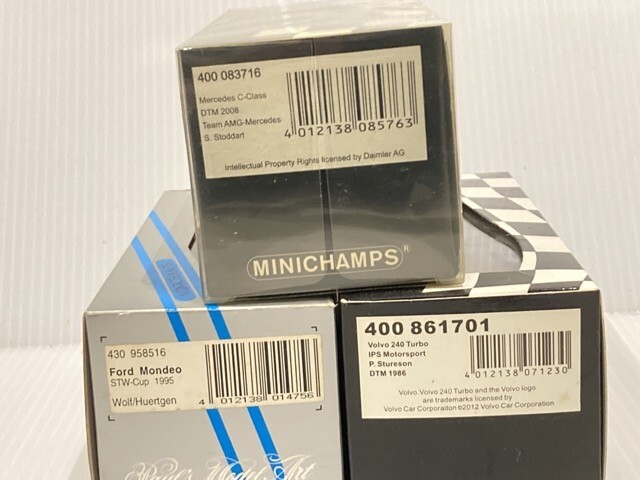 400 083716
Mercedes C-Class
DTM 2008
Team AMG-Mercedes
S. Stoddart
4 012138 085763
Intellectual Property Rights licensed by Daimler AG
MINICHAMPS®
430 958516
Ford Mondeo
STW-Cup 1995
Wolf/Huertgen
4 012138 014756
Paul's Model Art
400 861701
Volvo 240 Turbo
IPS Motorsport
P. Stureson
DTM 1986
4 012138 071230
Volvo. Volvo 240 Turbo and the Volvo logo
are trademarks licensed by
Volvo Car Corporaiton©2012 Volvo Car Corporation